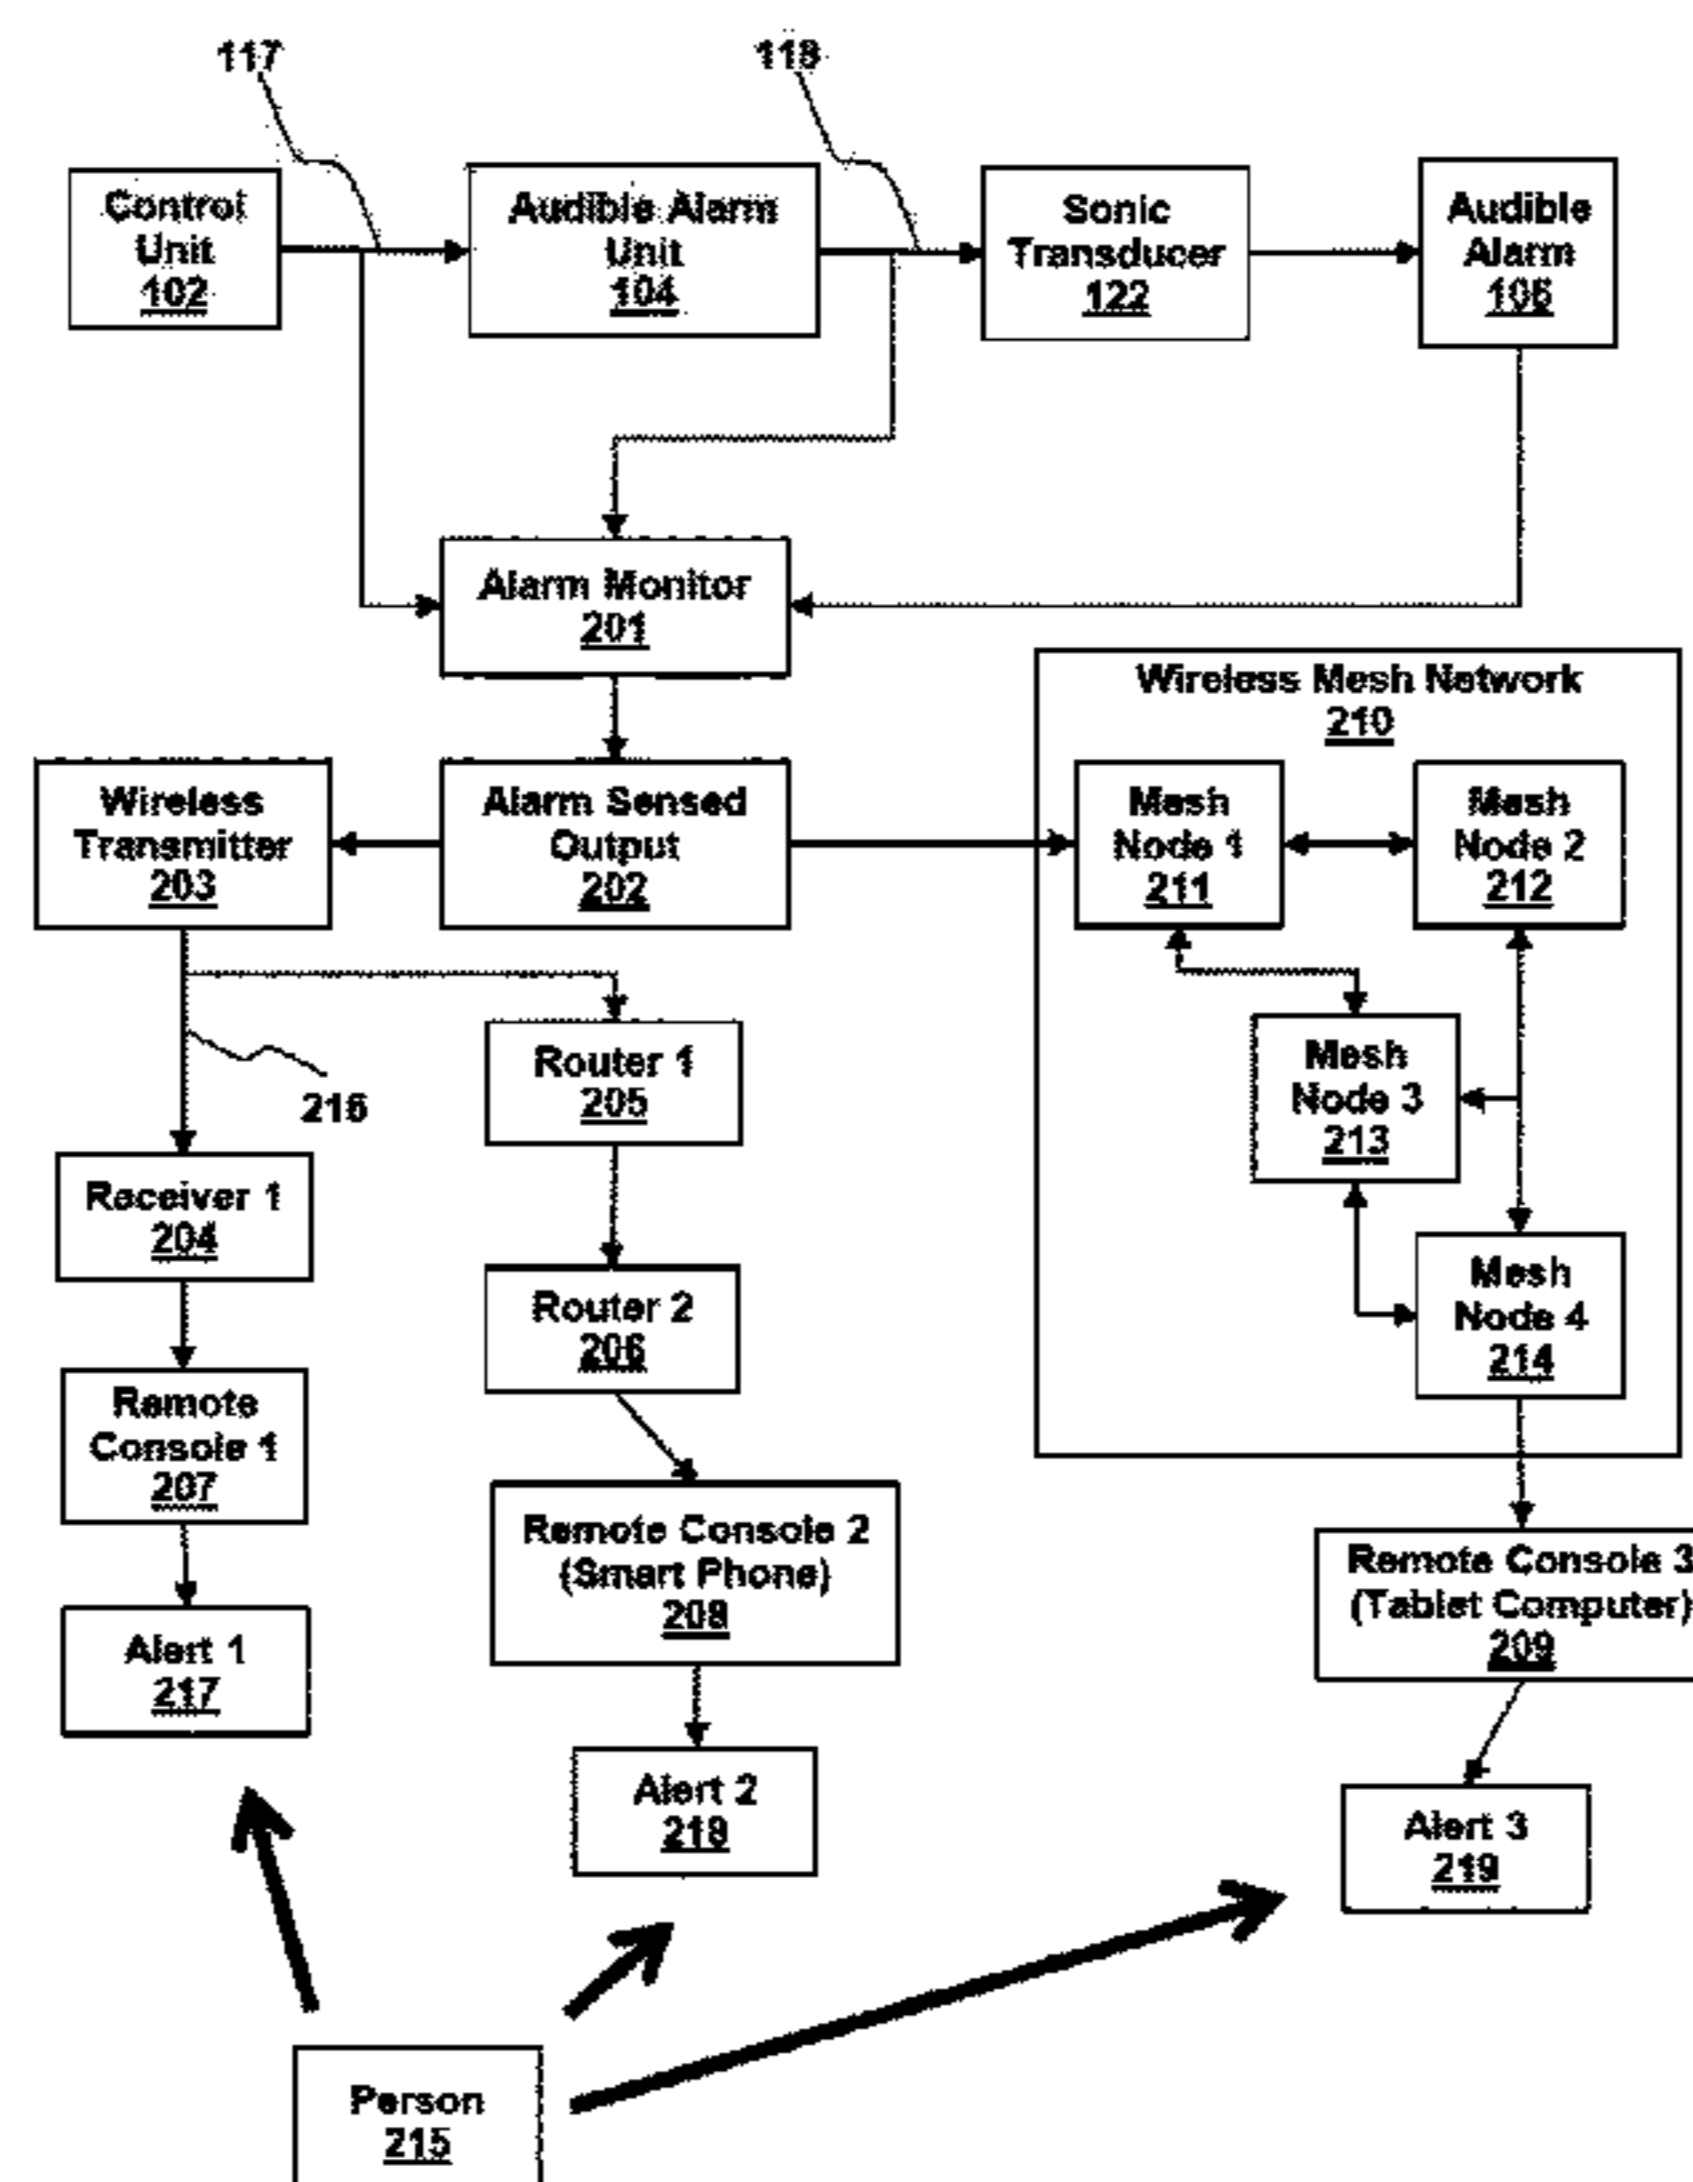 117
118
Control
Unit
102
Audible Alarm
Unit
104
Sonic
Transducer
122
Audible
Alarm
106
Alarm Monitor
201
Wireless Mesh Network
210
Wireless
Transmitter
203
Alarm Sensed
Output
202
Mesh
Node 1
211
Mesh
Node 2
212
Router 1
205
Mesh
Node 3
213
216
Receiver 1
204
Router 2
206
Mesh
Node 4
214
Remote
Console 1
207
Remote Console 2
(Smart Phone)
208
Remote Console 3
(Tablet Computer)
209
Alert 1
217
Alert 2
218
Alert 3
219
Person
215